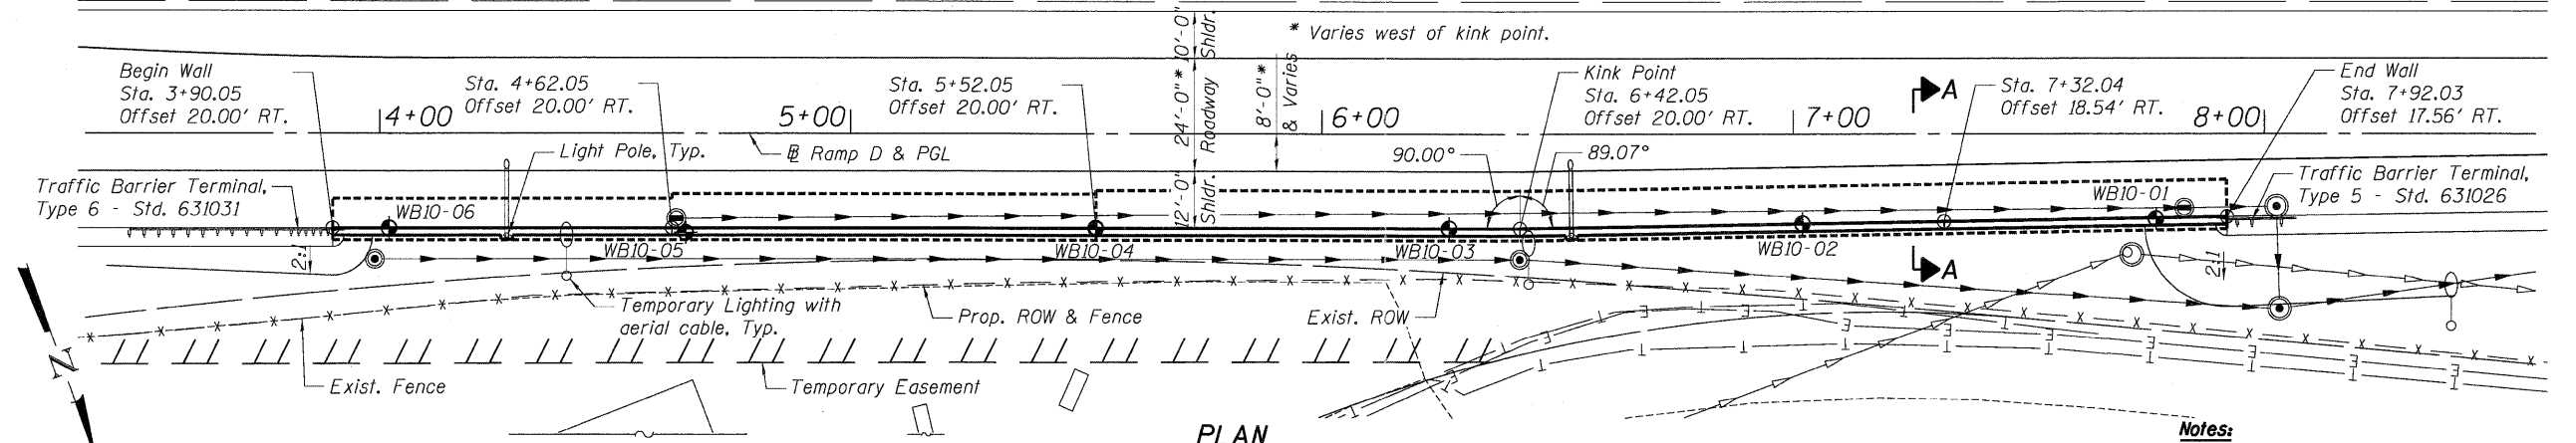 10'-0"
Shldr.
* Varies west of kink point.
Begin Wall
Sta. 3+90.05
Offset 20.00' RT.
Sta. 4+62.05
Offset 20.00' RT.
Sta. 5+52.05
Offset 20.00' RT.
24'-0"*
Roadway
8'-0"*
& Varies
Kink Point
Sta. 6+42.05
Offset 20.00' RT.
A
Sta. 7+32.04
Offset 18.54' RT.
End Wall
Sta. 7+92.03
Offset 17.56' RT.
4+00
5+00
6+00
7+00
8+00
Light Pole, Typ.
℄ Ramp D & PGL
90.00°
89.07°
Traffic Barrier Terminal,
Type 6 - Std. 631031
12'-0"
Shldr.
Traffic Barrier Terminal,
Type 5 - Std. 631026
WB10-06
WB10-05
WB10-04
WB10-03
WB10-02
WB10-01
2:1
A
2:1
Temporary Lighting with
aerial cable, Typ.
Prop. ROW & Fence
Exist. ROW
N
Exist. Fence
Temporary Easement
PLAN
Notes: